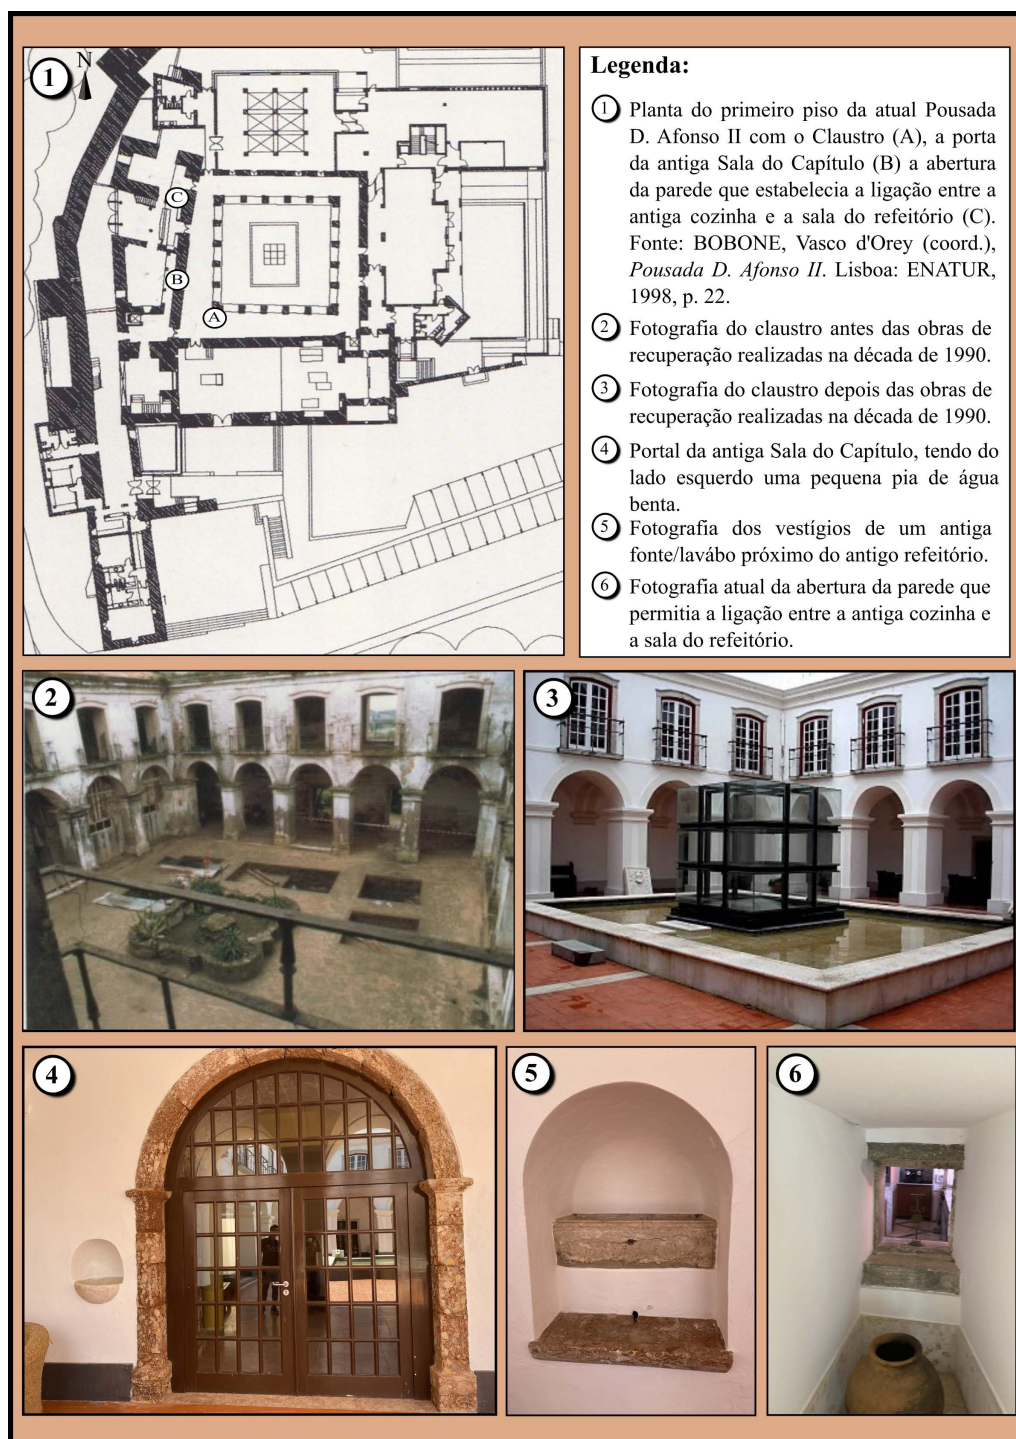 1
N
C
B
A
Legenda:
1 Planta do primeiro piso da atual Pousada
D. Afonso II com o Claustro (A), a porta
da antiga Sala do Capítulo (B) a abertura
da parede que estabelecia a ligação entre a
antiga cozinha e a sala do refeitório (C).
Fonte: BOBONE, Vasco d'Orey (coord.),
Pousada D. Afonso II. Lisboa: ENATUR,
1998, p. 22.
2 Fotografia do claustro antes das obras de
recuperação realizadas na década de 1990.
3 Fotografia do claustro depois das obras de
recuperação realizadas na década de 1990.
4 Portal da antiga Sala do Capítulo, tendo do
lado esquerdo uma pequena pia de água
benta.
5 Fotografia dos vestígios de um antiga
fonte/lavábo próximo do antigo refeitório.
6 Fotografia atual da abertura da parede que
permitia a ligação entre a antiga cozinha e
a sala do refeitório.
2
3
4
5
6